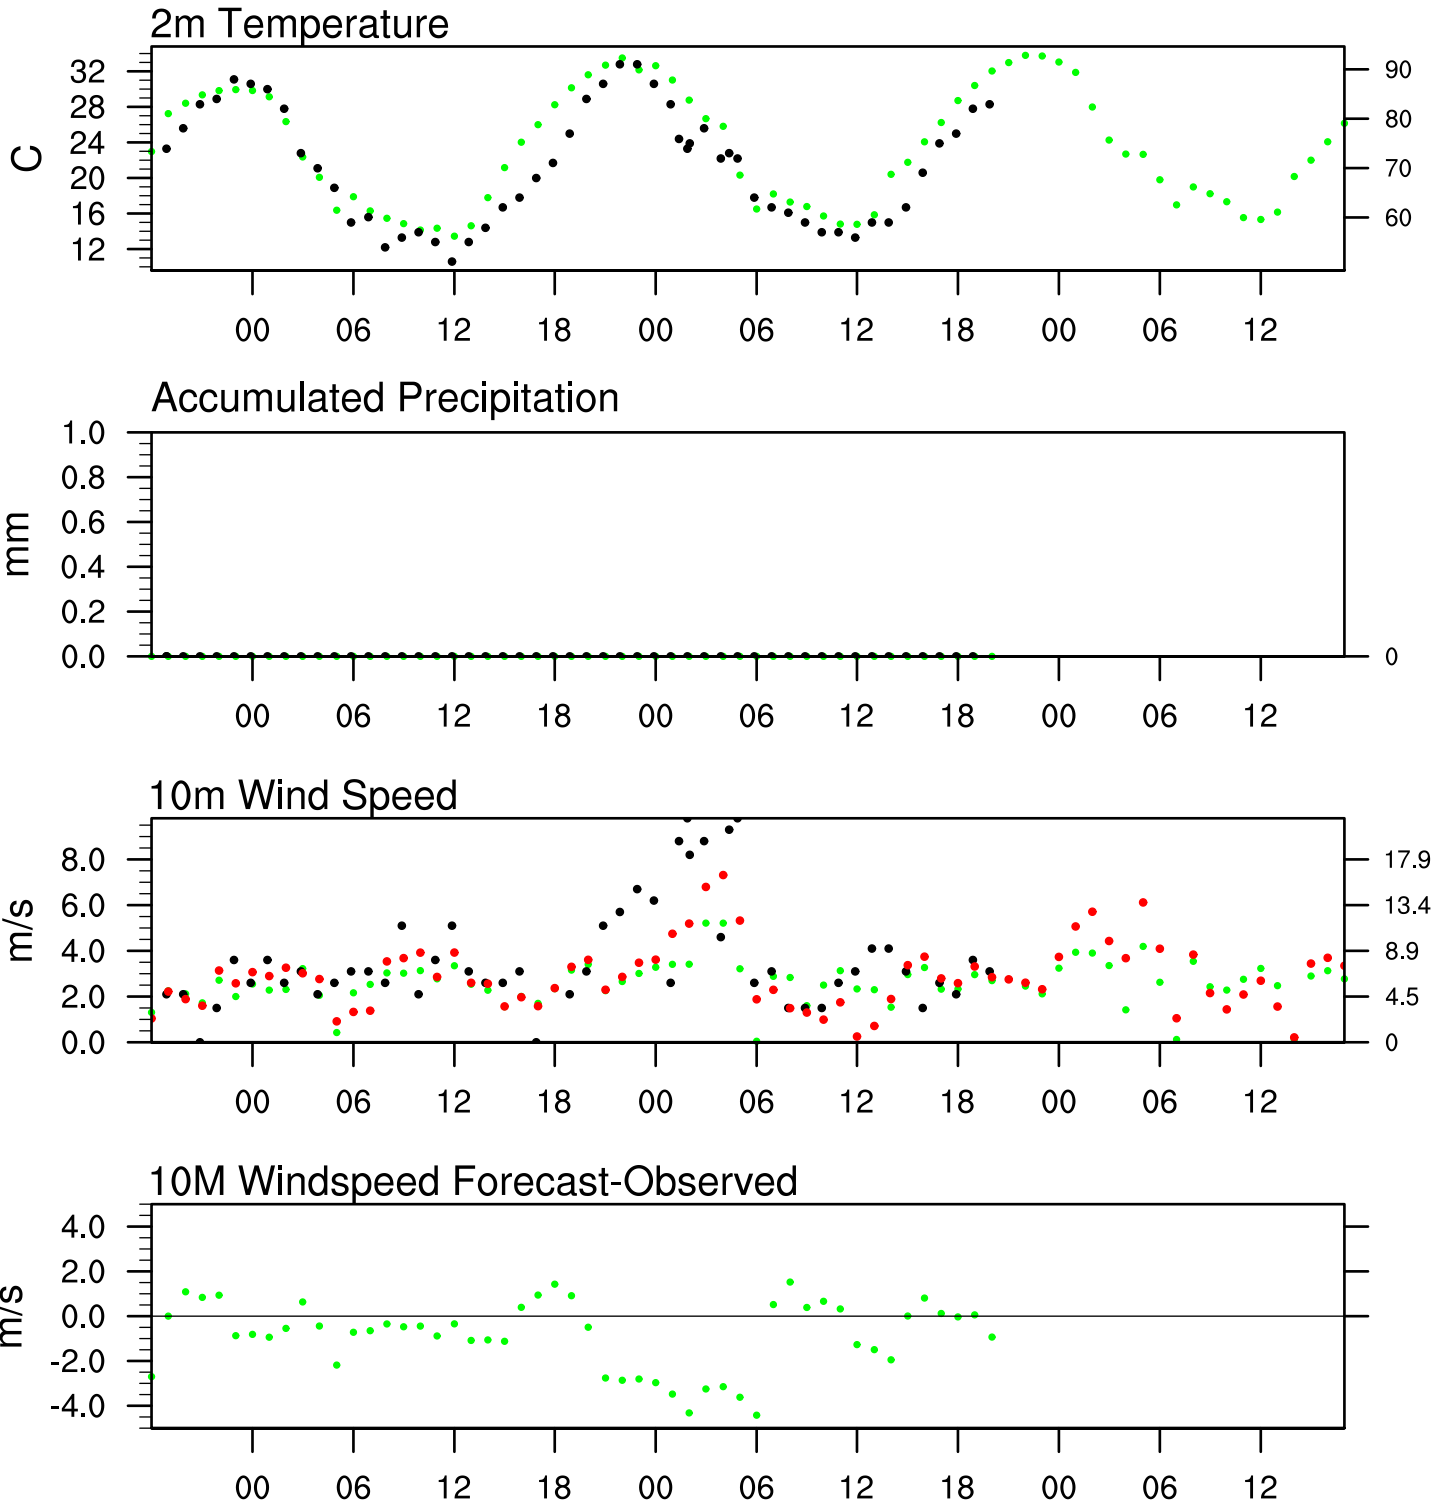 2m Temperature
C
32
28
24
20
16
12
90
80
70
60
00 06 12 18 00 06 12 18 00 06 12
Accumulated Precipitation
mm
1.0
0.8
0.6
0.4
0.2
0.0
0
00 06 12 18 00 06 12 18 00 06 12
10m Wind Speed
m/s
8.0
6.0
4.0
2.0
0.0
17.9
13.4
8.9
4.5
0
00 06 12 18 00 06 12 18 00 06 12
10M Windspeed Forecast-Observed
m/s
4.0
2.0
0.0
-2.0
-4.0
00 06 12 18 00 06 12 18 00 06 12